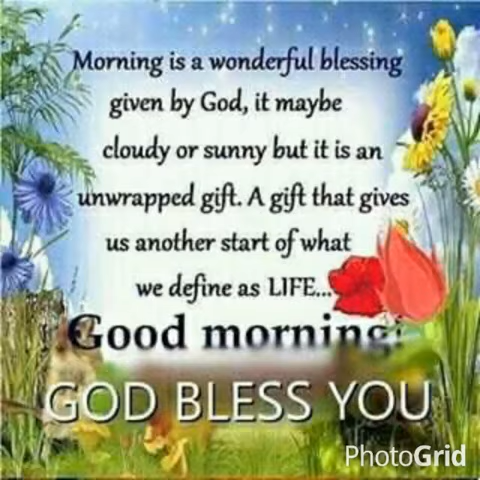 Morning is a wonderful blessing
given by God, it maybe
cloudy or sunny but it is an
unwrapped gift. A gift that gives
us another start of what
we define as LIFE...
Good morning!
GOD BLESS YOU
PhotoGrid